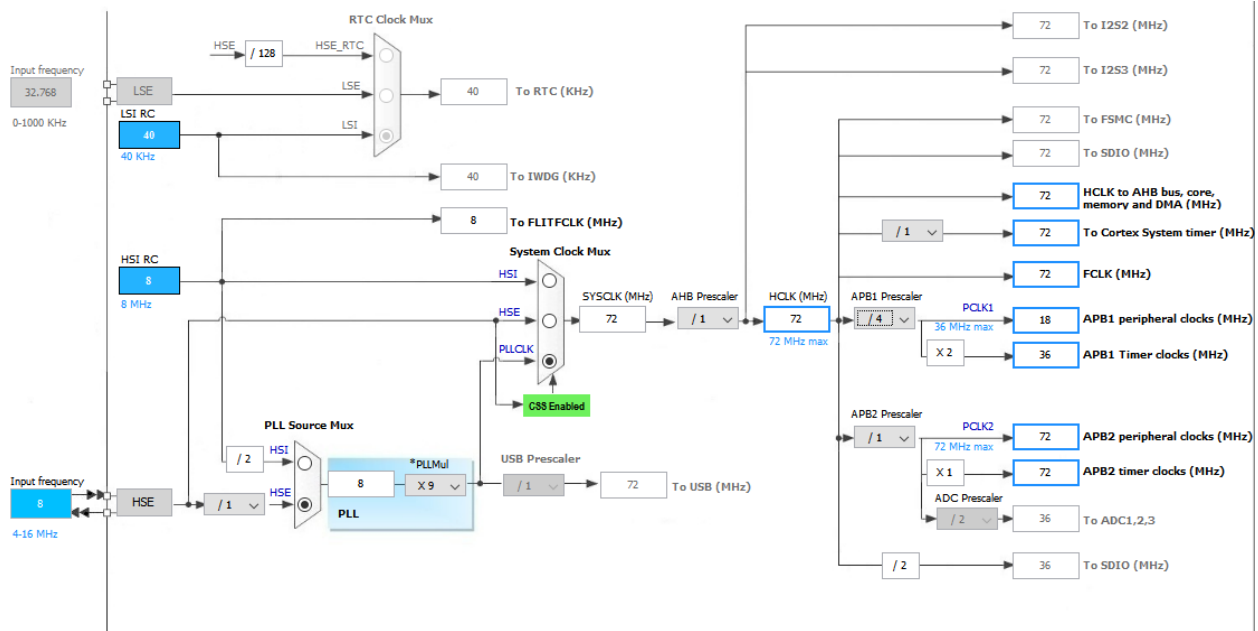 RTC Clock Mux
HSE
/ 128
HSE_RTC
72
To I2S2 (MHz)
Input frequency
32.768
0-1000 KHz
LSE
LSE
40
To RTC (KHz)
72
To I2S3 (MHz)
LSI RC
40
40 KHz
LSI
72
To FSMC (MHz)
72
To SDIO (MHz)
40
To IWDG (KHz)
72
HCLK to AHB bus, core,
memory and DMA (MHz)
8
To FLITFCLK (MHz)
/ 1
72
To Cortex System timer (MHz)
System Clock Mux
HSI RC
8
8 MHz
HSI
72
FCLK (MHz)
HSE
PLLCLK
SYSCLK (MHz)
72
AHB Prescaler
/ 1
HCLK (MHz)
72
72 MHz max
APB1 Prescaler
/ 4
PCLK1
36 MHz max
18
APB1 peripheral clocks (MHz)
X 2
36
APB1 Timer clocks (MHz)
CSS Enabled
APB2 Prescaler
/ 1
PCLK2
72 MHz max
72
APB2 peripheral clocks (MHz)
X 1
72
APB2 timer clocks (MHz)
PLL Source Mux
/ 2
HSI
*PLLMul
8
X 9
PLL
USB Prescaler
/ 1
72
To USB (MHz)
Input frequency
8
4-16 MHz
HSE
/ 1
HSE
ADC Prescaler
/ 2
36
To ADC1,2,3
/ 2
36
To SDIO (MHz)